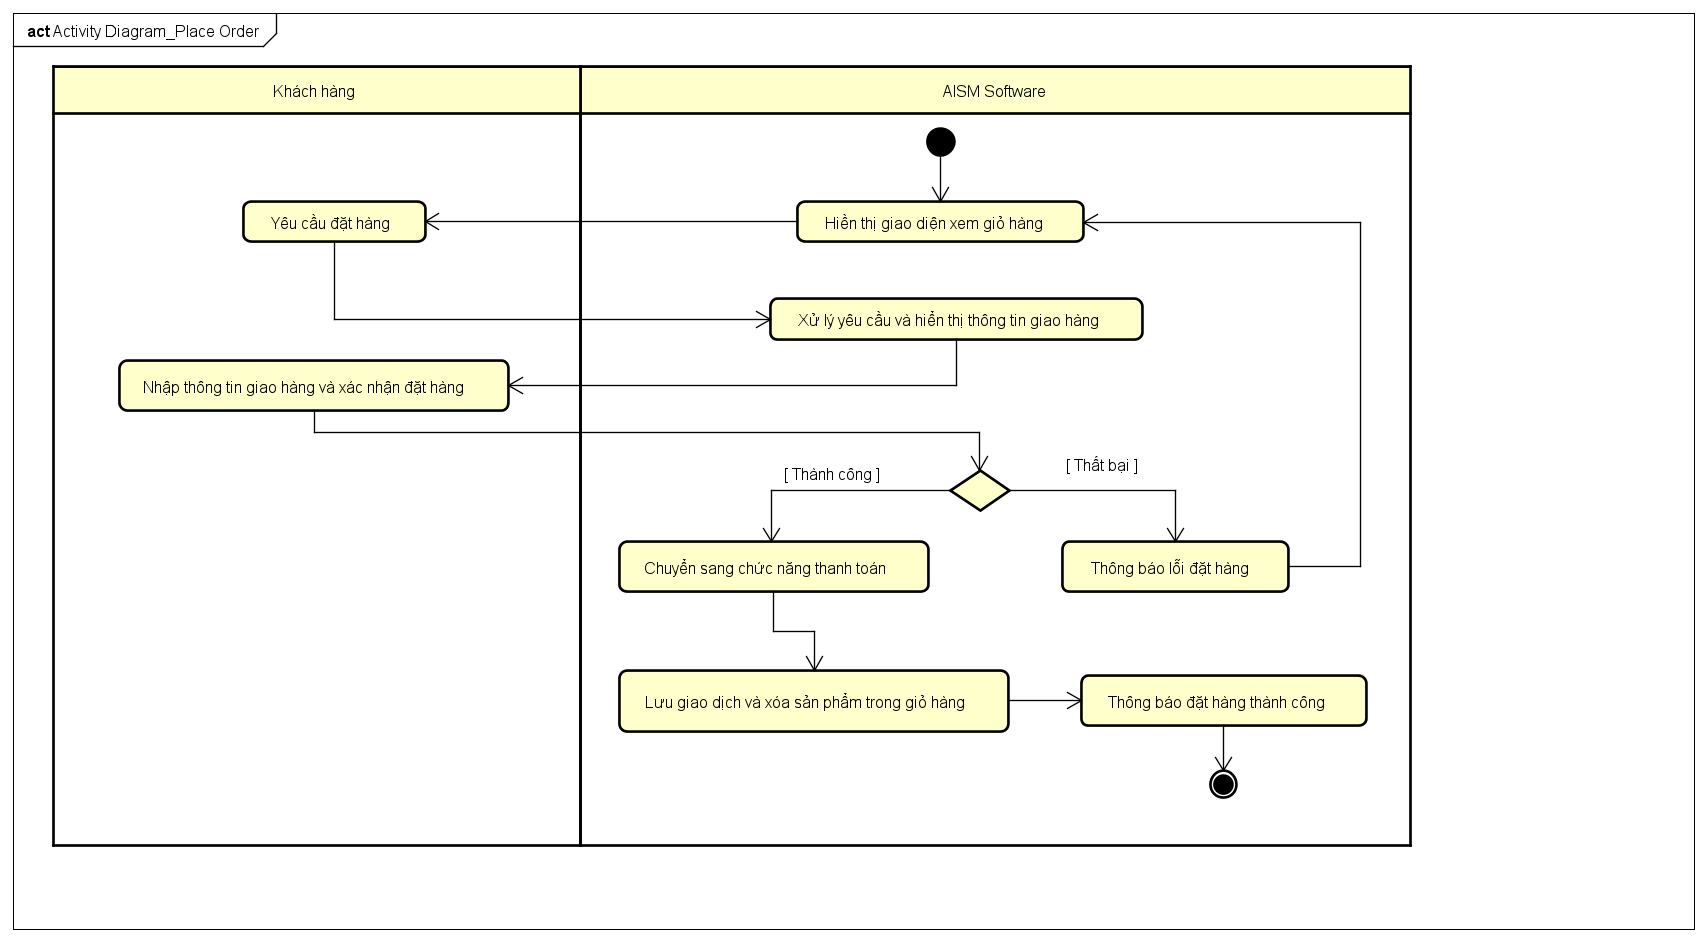 act Activity Diagram_Place Order
Khách hàng
AISM Software
Yêu cầu đặt hàng
Hiển thị giao diện xem giỏ hàng
Xử lý yêu cầu và hiển thị thông tin giao hàng
Nhập thông tin giao hàng và xác nhận đặt hàng
[ Thành công ]
[ Thất bại ]
Chuyển sang chức năng thanh toán
Thông báo lỗi đặt hàng
Lưu giao dịch và xóa sản phẩm trong giỏ hàng
Thông báo đặt hàng thành công